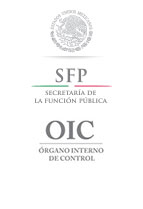 SFP
SECRETARÍA DE
LA FUNCIÓN PÚBLICA
OIC
ÓRGANO INTERNO
DE CONTROL